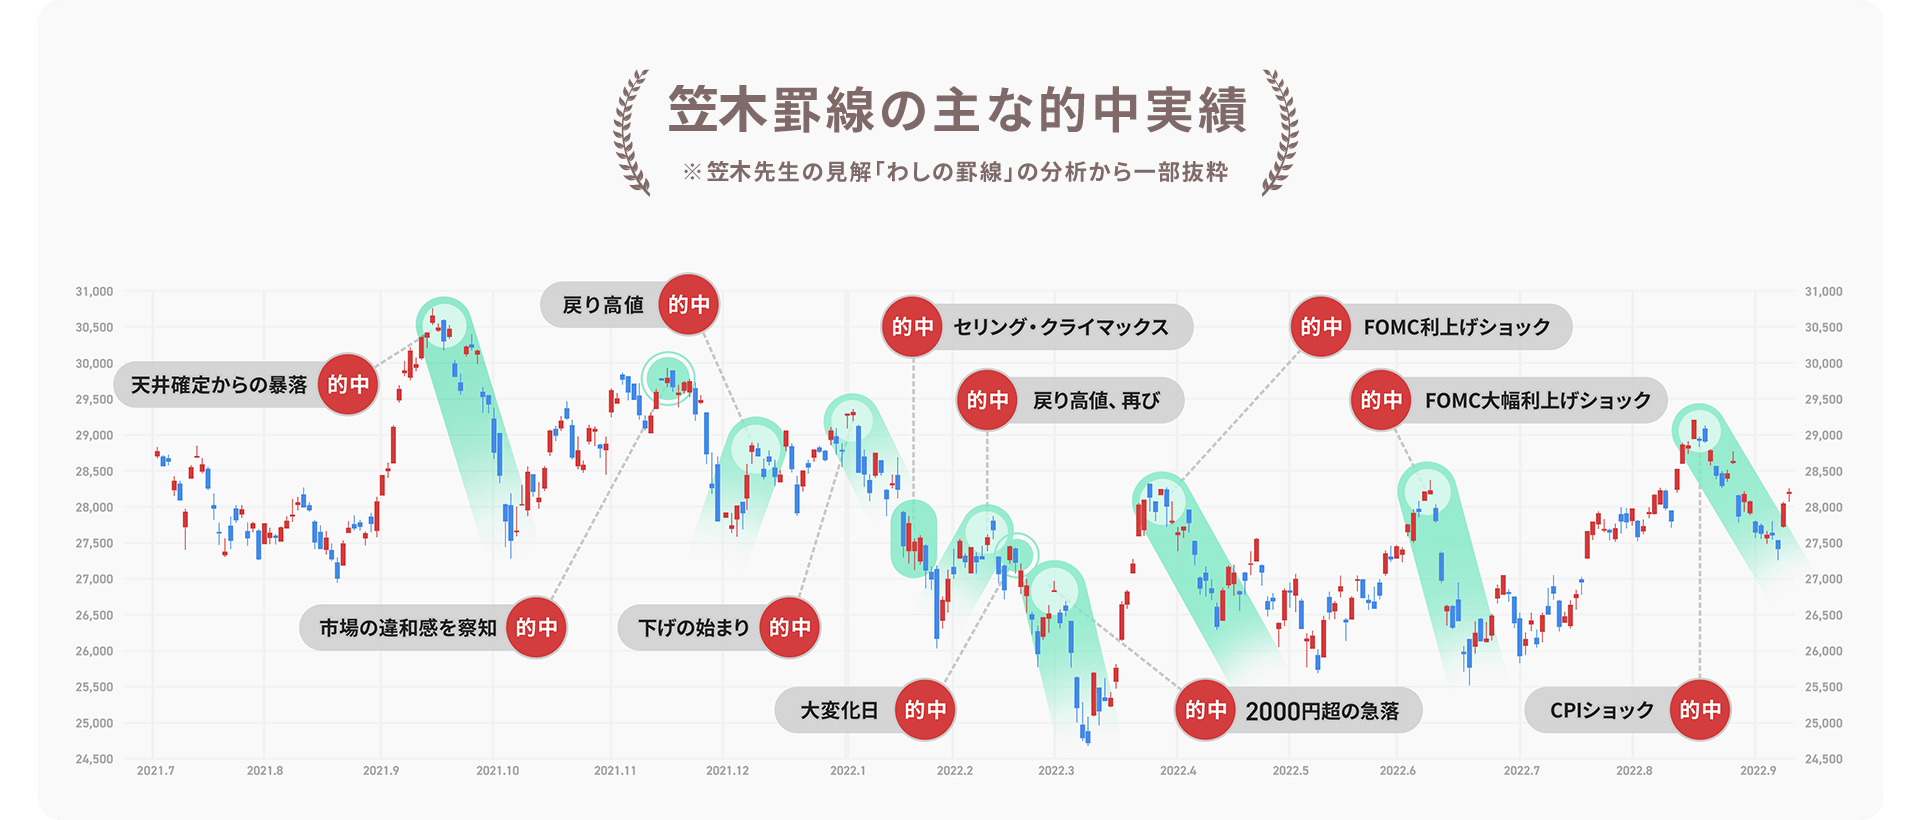 笠木罫線の主な的中実績
※笠木先生の見解「わしの罫線」の分析から一部抜粋
31,000
30,500
30,000
29,500
29,000
28,500
28,000
27,500
27,000
26,500
26,000
25,500
25,000
24,500
戻り高値 的中
的中 セリング・クライマックス
的中 FOMC利上げショック
天井確定からの暴落 的中
的中 戻り高値、再び
的中 FOMC大幅利上げショック
市場の違和感を察知 的中
下げの始まり 的中
大変化日 的中
的中 2000円超の急落
CPIショック 的中
31,000
30,500
30,000
29,500
29,000
28,500
28,000
27,500
27,000
26,500
26,000
25,500
25,000
24,500
2021.7 2021.8 2021.9 2021.10 2021.11 2021.12 2022.1 2022.2 2022.3 2022.4 2022.5 2022.6 2022.7 2022.8 2022.9